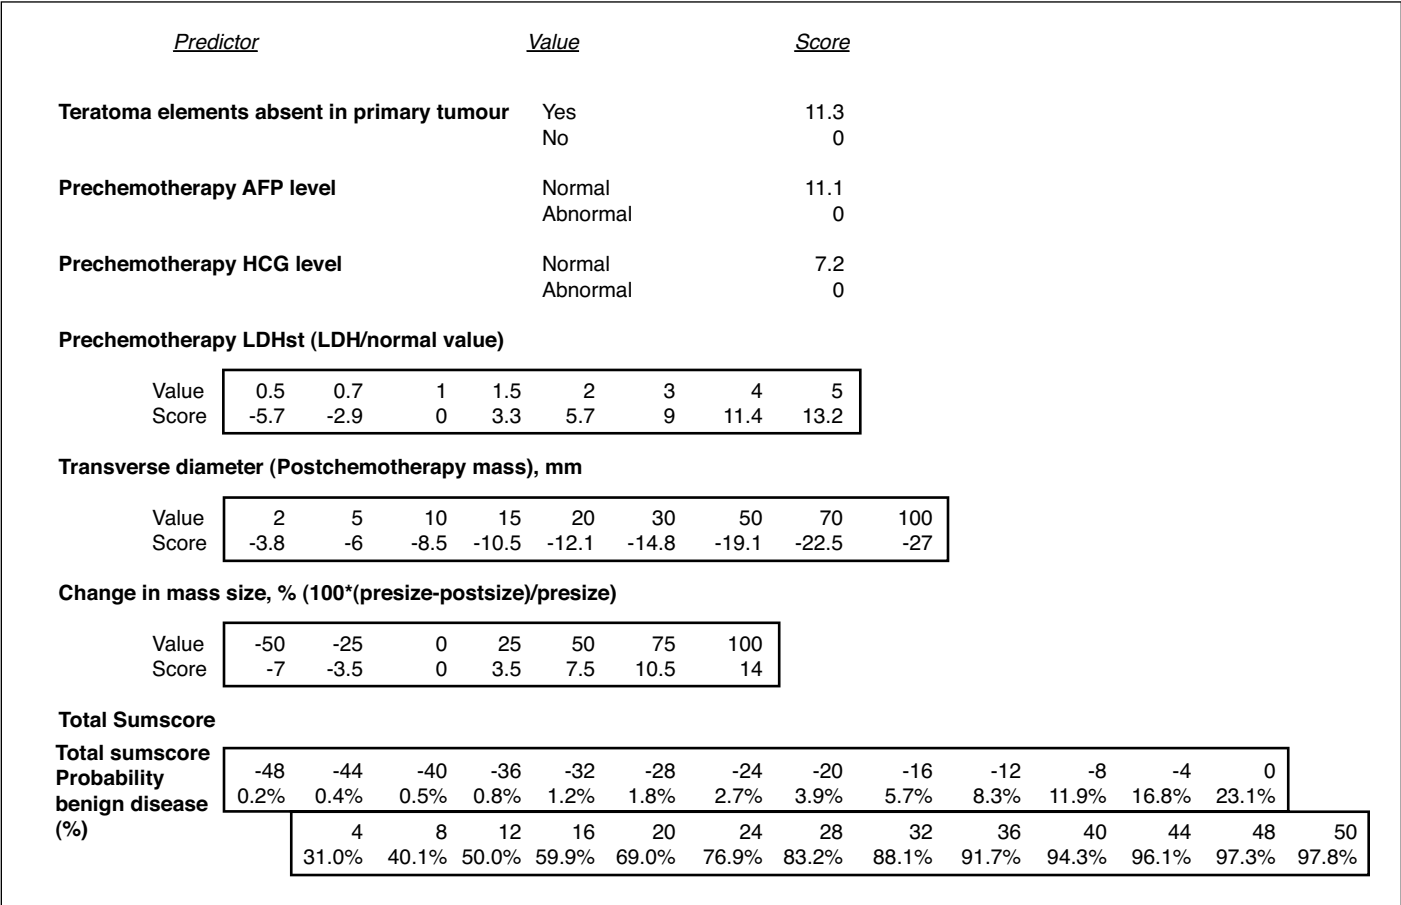 Predictor Value Score
Teratoma elements absent in primary tumour Yes 11.3
No 0
Prechemotherapy AFP level Normal 11.1
Abnormal 0
Prechemotherapy HCG level Normal 7.2
Abnormal 0
Prechemotherapy LDHst (LDH/normal value)
Value 0.5 0.7 1 1.5 2 3 4 5
Score -5.7 -2.9 0 3.3 5.7 9 11.4 13.2
Transverse diameter (Postchemotherapy mass), mm
Value 2 5 10 15 20 30 50 70 100
Score -3.8 -6 -8.5 -10.5 -12.1 -14.8 -19.1 -22.5 -27
Change in mass size, % (100*(presize-postsize)/presize)
Value -50 -25 0 25 50 75 100
Score -7 -3.5 0 3.5 7.5 10.5 14
Total Sumscore
Total sumscore -48 -44 -40 -36 -32 -28 -24 -20 -16 -12 -8 -4 0
Probability
benign disease 0.2% 0.4% 0.5% 0.8% 1.2% 1.8% 2.7% 3.9% 5.7% 8.3% 11.9% 16.8% 23.1%
(%) 4 8 12 16 20 24 28 32 36 40 44 48 50
31.0% 40.1% 50.0% 59.9% 69.0% 76.9% 83.2% 88.1% 91.7% 94.3% 96.1% 97.3% 97.8%